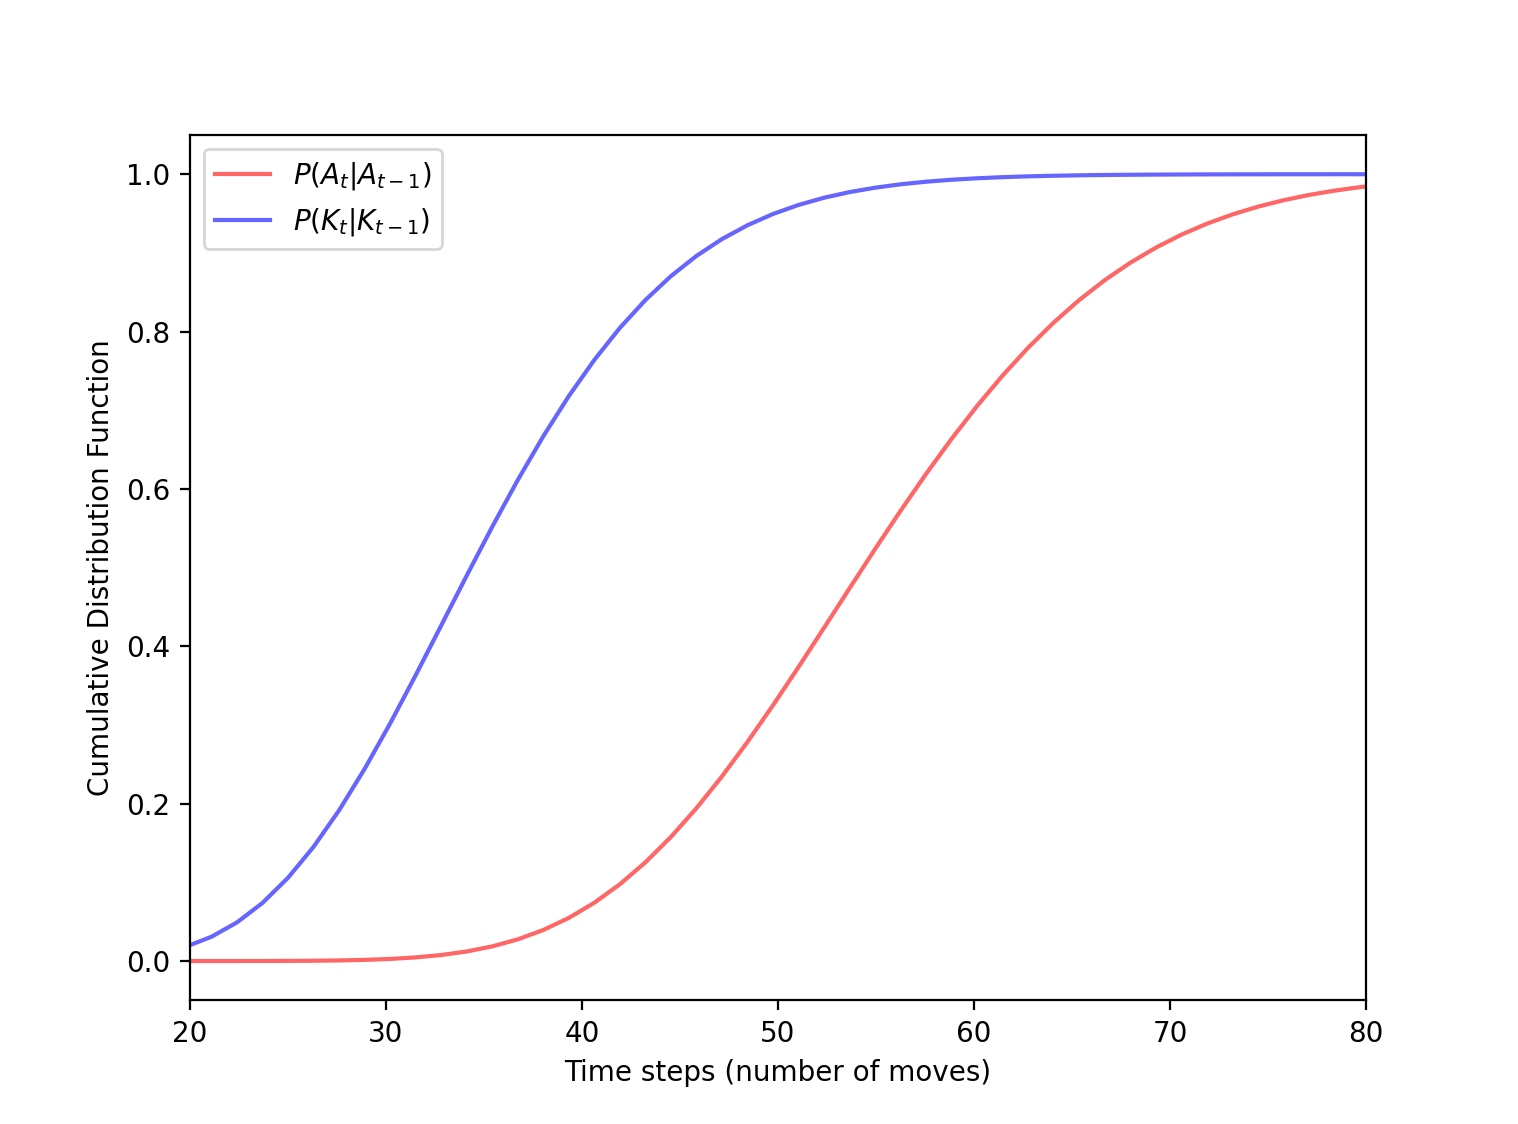 P(A_t|A_{t−1})
P(K_t|K_{t−1})
1.0
0.8
0.6
0.4
0.2
0.0
Cumulative Distribution Function
20 30 40 50 60 70 80
Time steps (number of moves)